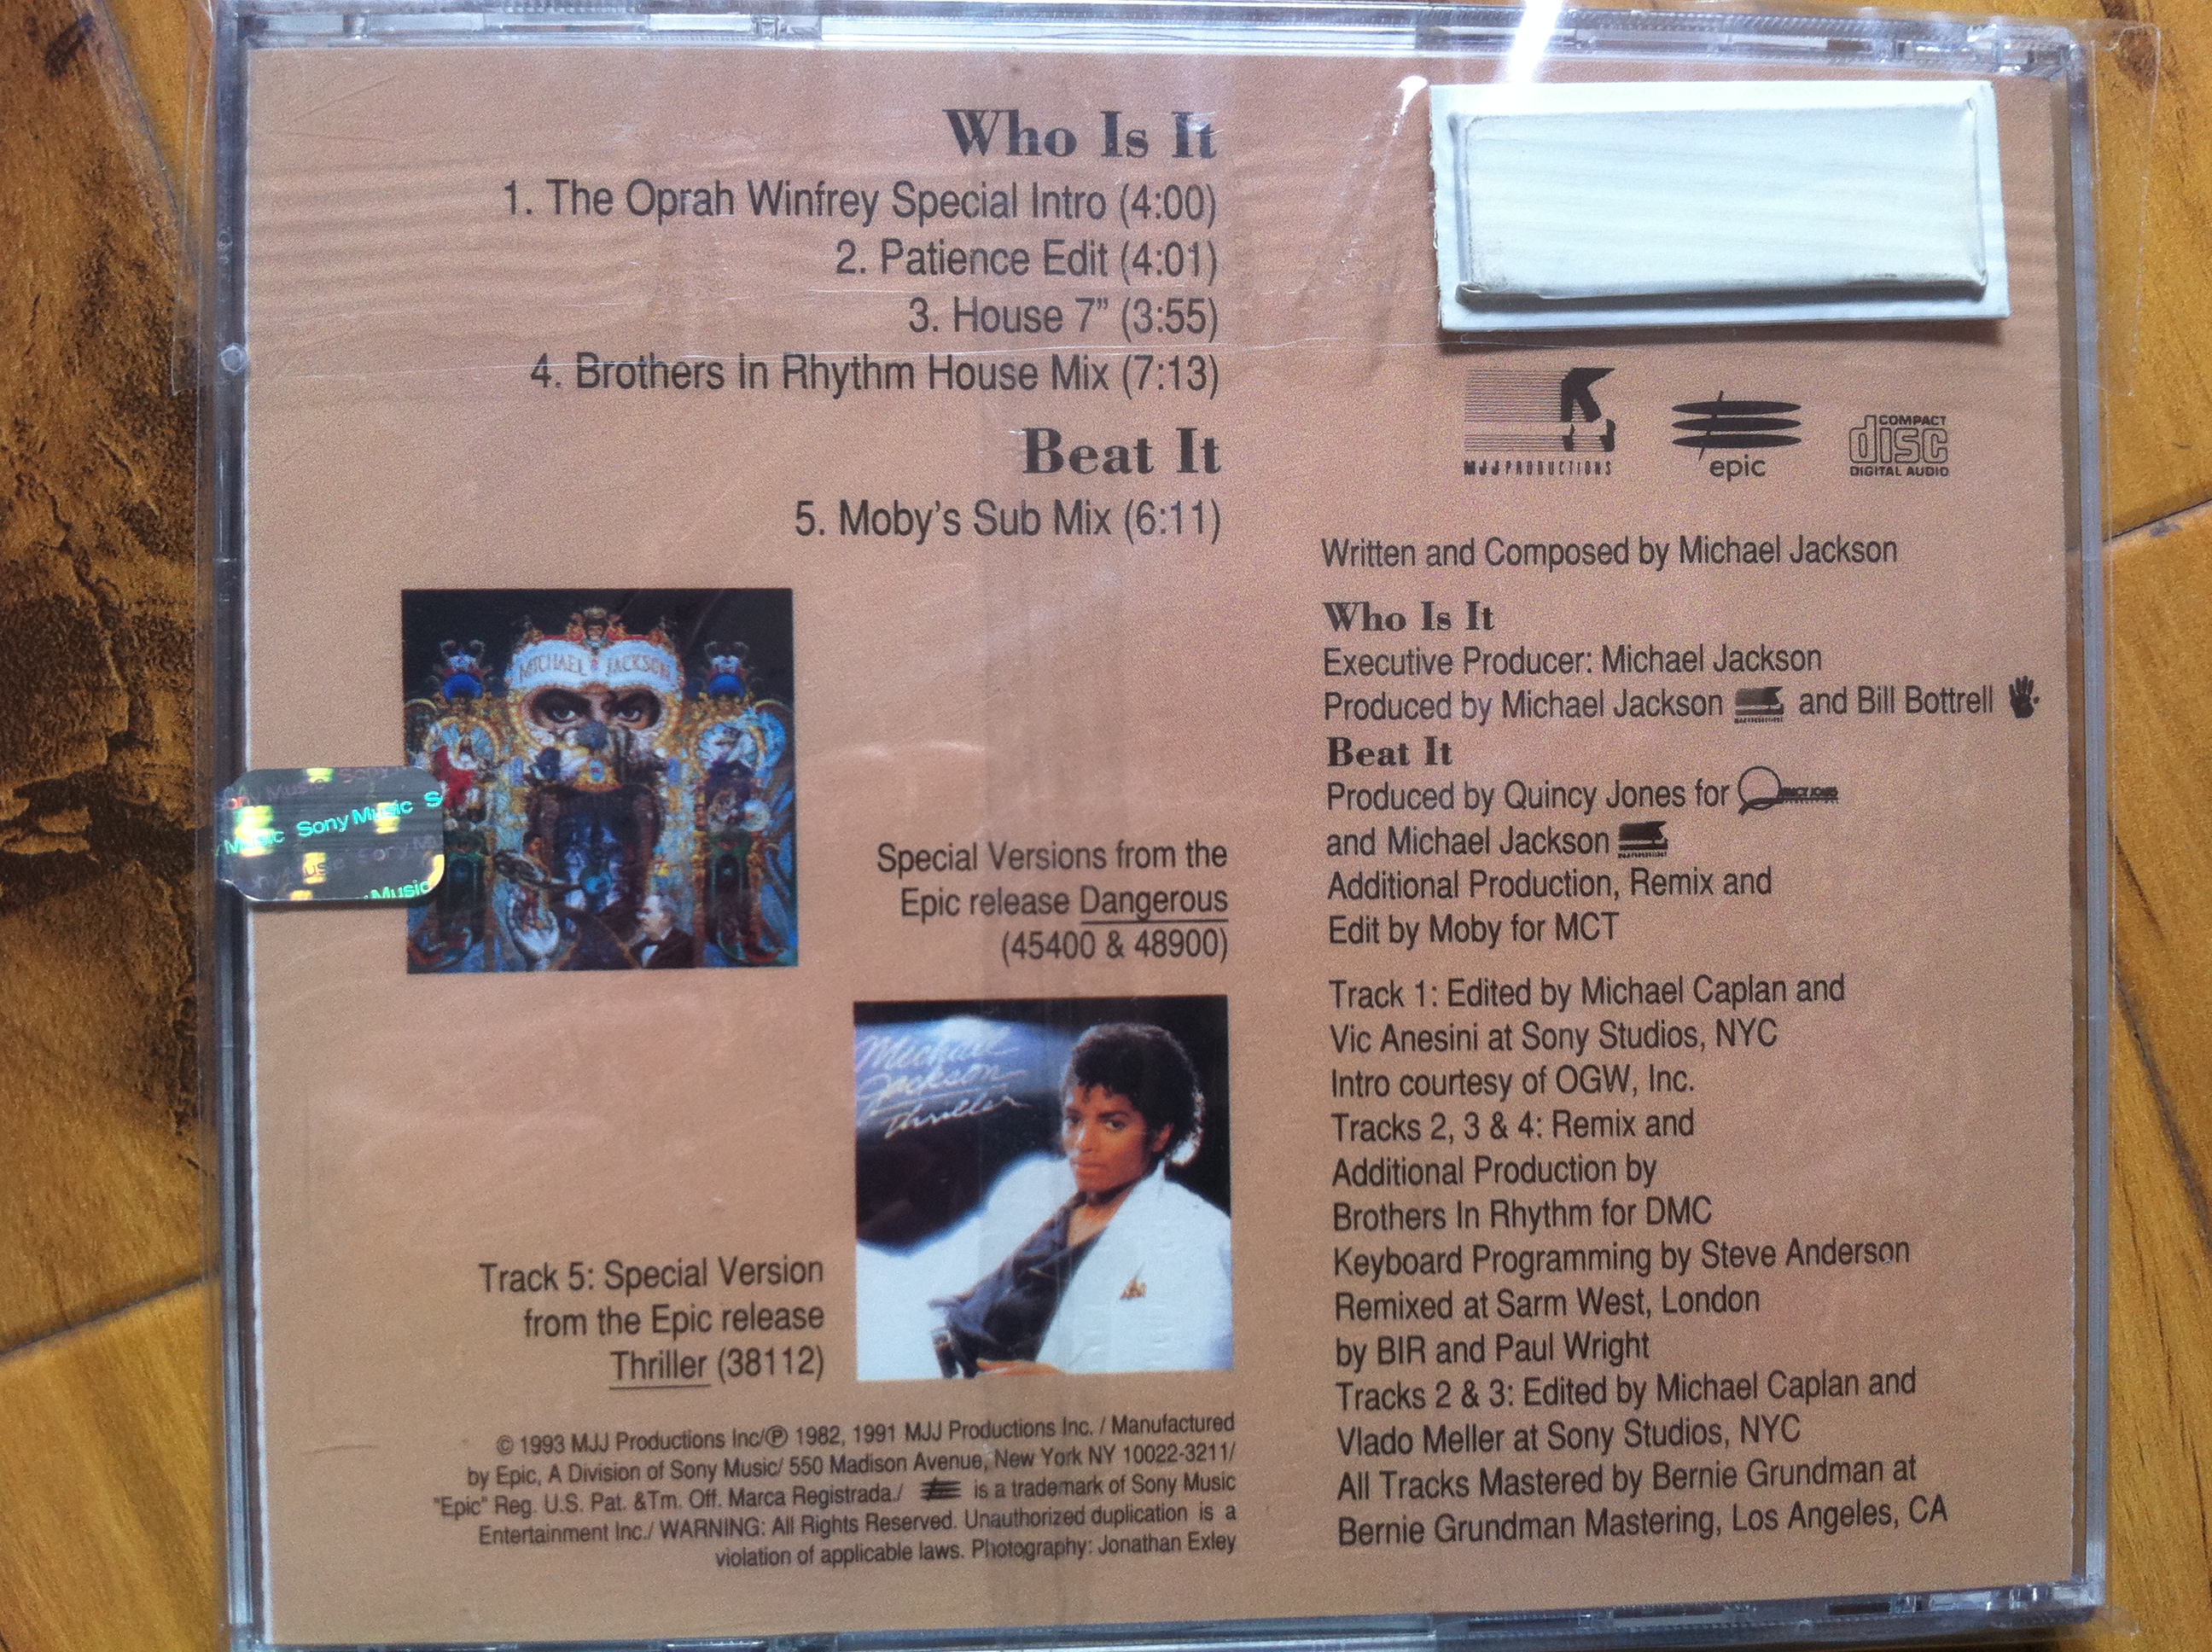 Who Is It
1. The Oprah Winfrey Special Intro (4:00)
2. Patience Edit (4:01)
3. House 7” (3:55)
4. Brothers In Rhythm House Mix (7:13)
Beat It
5. Moby’s Sub Mix (6:11)
MICHAEL JACKSON
Sony Music
Special Versions from the
Epic release Dangerous
(45400 & 48900)
Michael
Jackson
Thriller
Track 5: Special Version
from the Epic release
Thriller (38112)
© 1993 MJJ Productions Inc/℗ 1982, 1991 MJJ Productions Inc. / Manufactured
by Epic, A Division of Sony Music/ 550 Madison Avenue, New York NY 10022-3211/
"Epic" Reg. U.S. Pat. &Tm. Off. Marca Registrada./ is a trademark of Sony Music
Entertainment Inc./ WARNING: All Rights Reserved. Unauthorized duplication is a
violation of applicable laws. Photography: Jonathan Exley
MJJ PRODUCTIONS
epic
COMPACT
disc
DIGITAL AUDIO
Written and Composed by Michael Jackson
Who Is It
Executive Producer: Michael Jackson
Produced by Michael Jackson and Bill Bottrell
Beat It
Produced by Quincy Jones for
and Michael Jackson
Additional Production, Remix and
Edit by Moby for MCT
Track 1: Edited by Michael Caplan and
Vic Anesini at Sony Studios, NYC
Intro courtesy of OGW, Inc.
Tracks 2, 3 & 4: Remix and
Additional Production by
Brothers In Rhythm for DMC
Keyboard Programming by Steve Anderson
Remixed at Sarm West, London
by BIR and Paul Wright
Tracks 2 & 3: Edited by Michael Caplan and
Vlado Meller at Sony Studios, NYC
All Tracks Mastered by Bernie Grundman at
Bernie Grundman Mastering, Los Angeles, CA